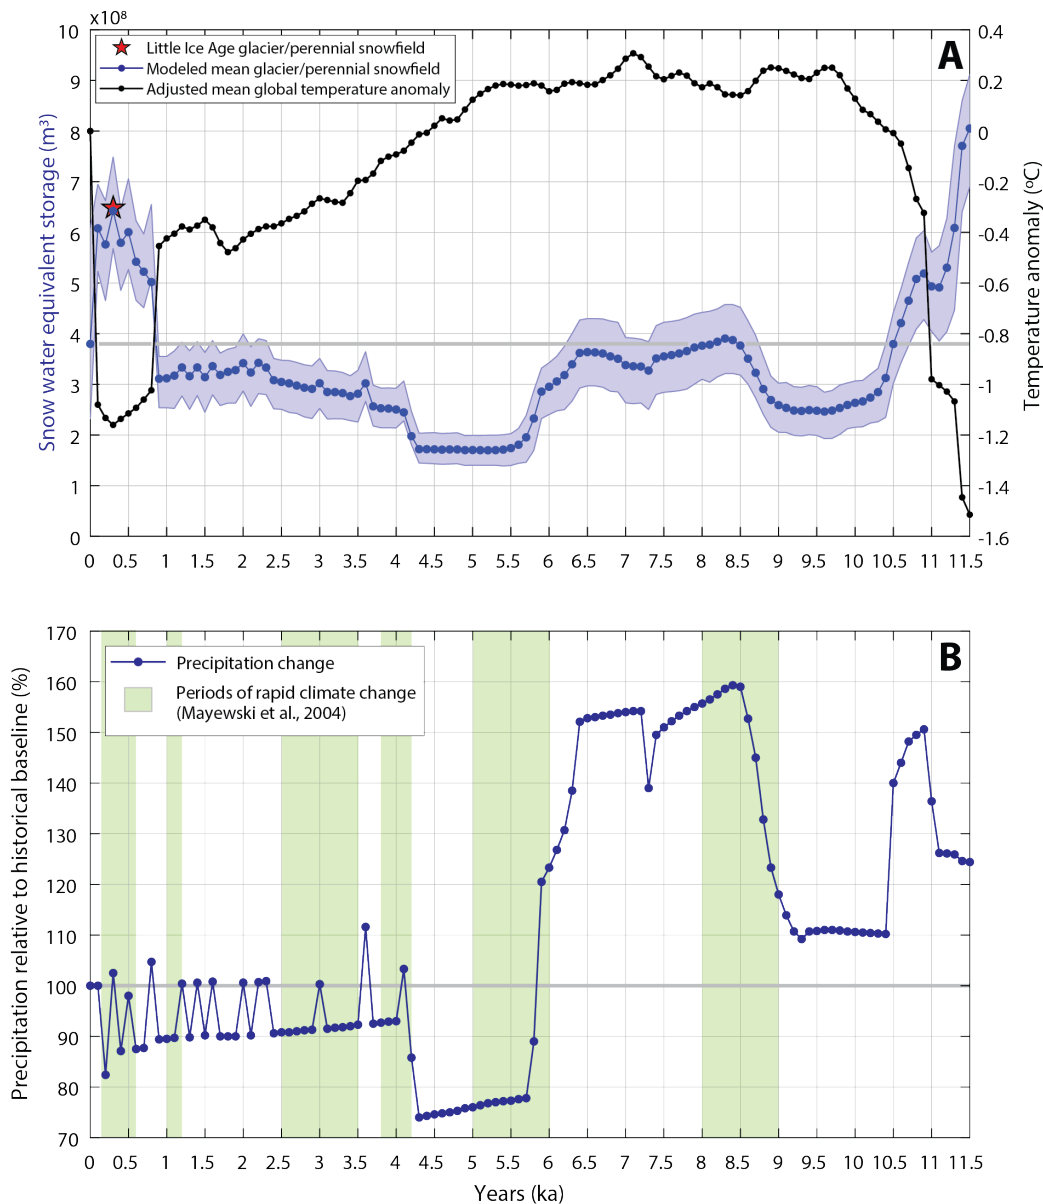 x10⁸
A
Little Ice Age glacier/perennial snowfield
Modeled mean glacier/perennial snowfield
Adjusted mean global temperature anomaly
Snow water equivalent storage (m³)
10
9
8
7
6
5
4
3
2
1
0
0.4
0.2
0
-0.2
-0.4
-0.6
-0.8
-1
-1.2
-1.4
-1.6
Temperature anomaly (ºC)
0 0.5 1 1.5 2 2.5 3 3.5 4 4.5 5 5.5 6 6.5 7 7.5 8 8.5 9 9.5 10 10.5 11 11.5
B
Precipitation change
Periods of rapid climate change
(Mayewski et al., 2004)
Precipitation relative to historical baseline (%)
170
160
150
140
130
120
110
100
90
80
70
0 0.5 1 1.5 2 2.5 3 3.5 4 4.5 5 5.5 6 6.5 7 7.5 8 8.5 9 9.5 10 10.5 11 11.5
Years (ka)